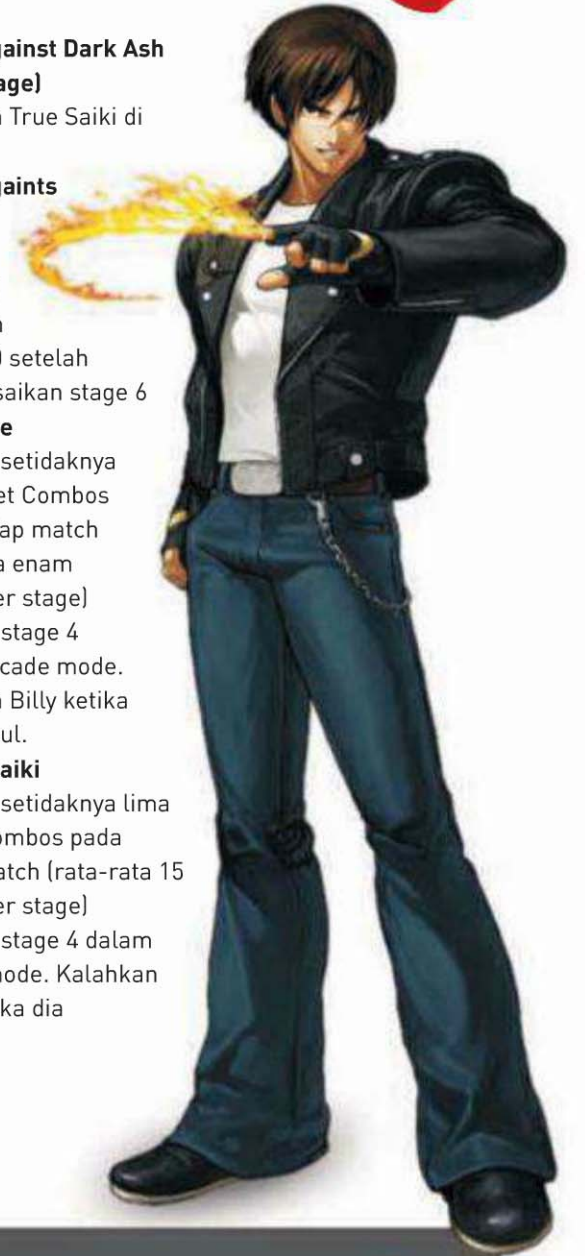 gainst Dark Ash
age)
n True Saiki di
gaints
n
setelah
saikan stage 6
e
setidaknya
et Combos
ap match
a enam
er stage)
stage 4
cade mode.
n Billy ketika
ul.
aiki
setidaknya lima
ombos pada
atch (rata-rata 15
er stage)
stage 4 dalam
mode. Kalahkan
ka dia